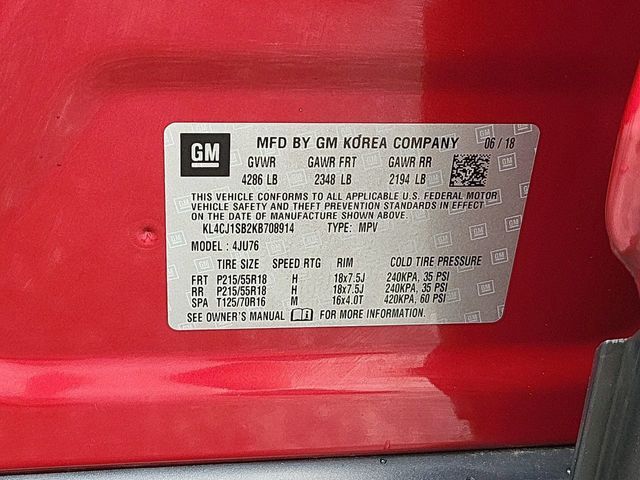 GM MFD BY GM KOREA COMPANY 06 / 18
GVWR GAWR FRT GAWR RR
4286 LB 2348 LB 2194 LB
THIS VEHICLE CONFORMS TO ALL APPLICABLE U.S. FEDERAL MOTOR
VEHICLE SAFETY AND THEFT PREVENTION STANDARDS IN EFFECT
ON THE DATE OF MANUFACTURE SHOWN ABOVE.
KL4CJ1SB2KB708914 TYPE: MPV
MODEL: 4JU76
TIRE SIZE SPEED RTG RIM COLD TIRE PRESSURE
FRT P215/55R18 H 18x7.5J 240KPA, 35 PSI
RR P215/55R18 H 18x7.5J 240KPA, 35 PSI
SPA T125/70R16 M 16x4.0T 420KPA, 60 PSI
SEE OWNER'S MANUAL FOR MORE INFORMATION.